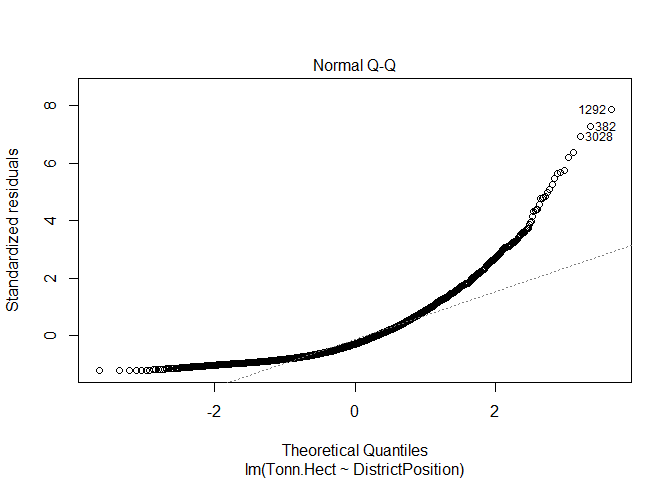 Normal Q-Q
Standardized residuals
8
6
4
2
0
1292
382
3028
-2
0
2
Theoretical Quantiles
lm(Tonn.Hect ~ DistrictPosition)